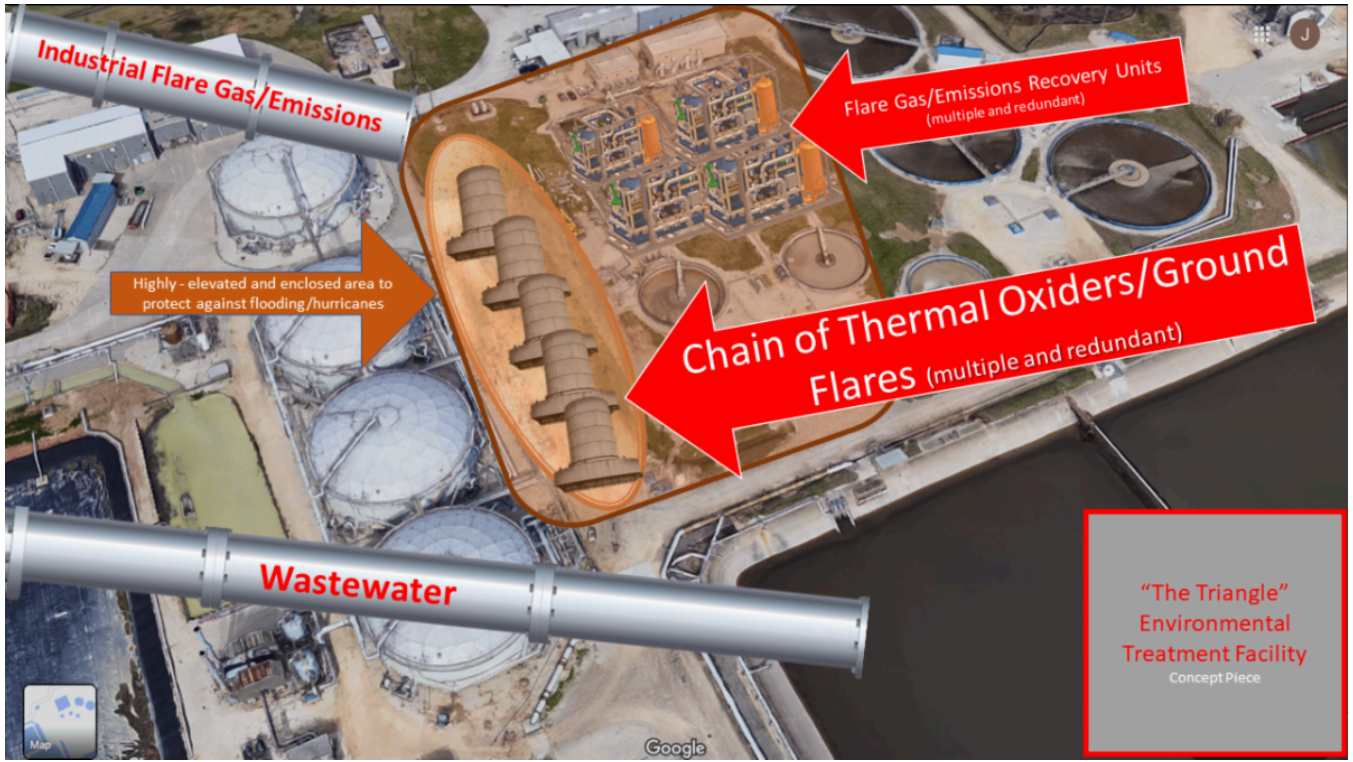 Industrial Flare Gas/Emissions
J
Flare Gas/Emissions Recovery Units
(multiple and redundant)
Highly - elevated and enclosed area to
protect against flooding/hurricanes
Chain of Thermal Oxiders/Ground
Flares (multiple and redundant)
Wastewater
“The Triangle”
Environmental
Treatment Facility
Concept Piece
Map
Google